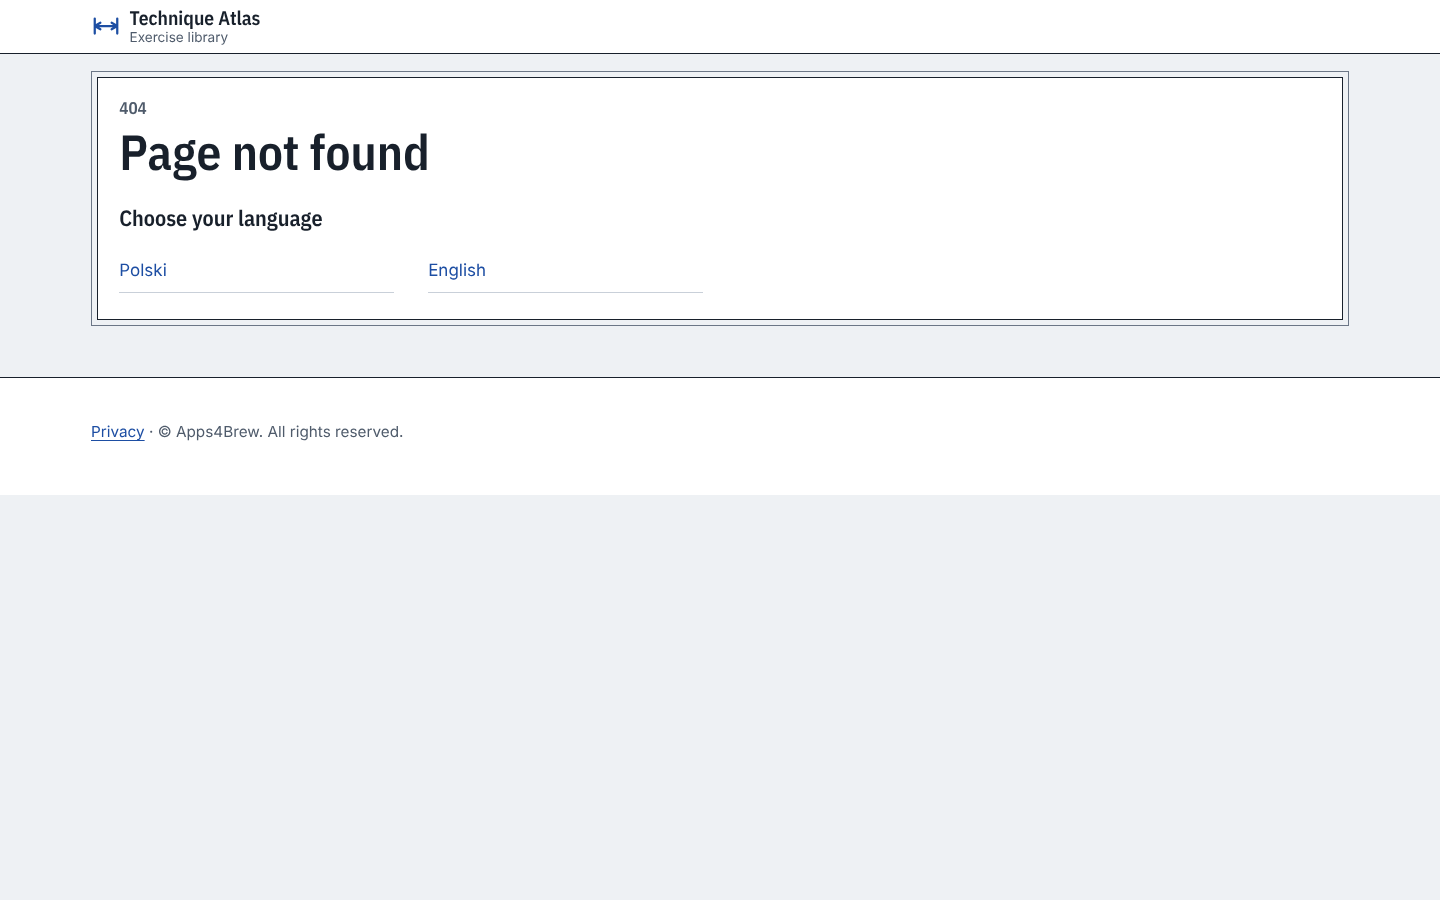 Technique Atlas
Exercise library
404
Page not found
Choose your language
Polski
English
Privacy · © Apps4Brew. All rights reserved.